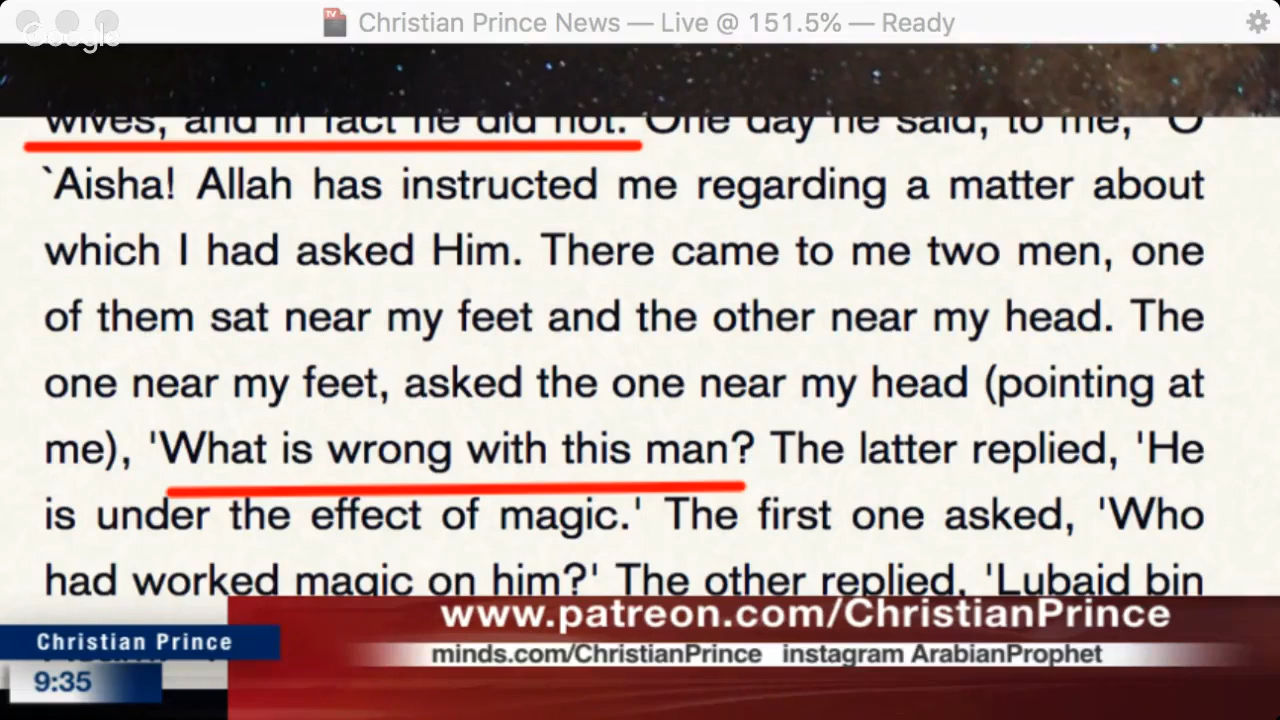 Christian Prince News — Live @ 151.5% — Ready
Google
wives, and in fact he did not. One day he said, to me, "O
`Aisha! Allah has instructed me regarding a matter about
which I had asked Him. There came to me two men, one
of them sat near my feet and the other near my head. The
one near my feet, asked the one near my head (pointing at
me), 'What is wrong with this man? The latter replied, 'He
is under the effect of magic.' The first one asked, 'Who
had worked magic on him?' The other replied, 'Lubaid bin
www.patreon.com/ChristianPrince
Christian Prince
minds.com/ChristianPrince instagram ArabianProphet
9:35